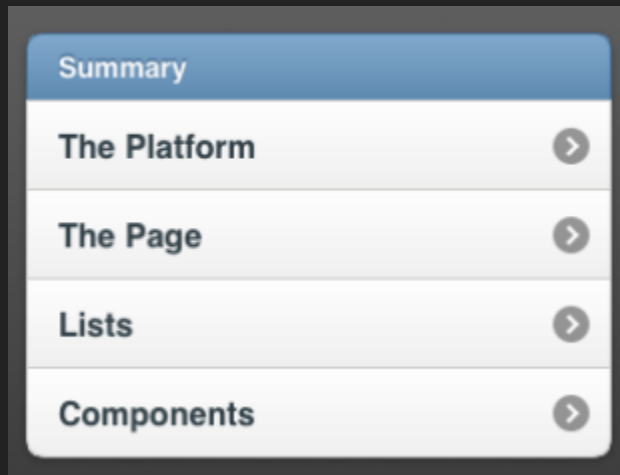 Summary
The Platform
The Page
Lists
Components